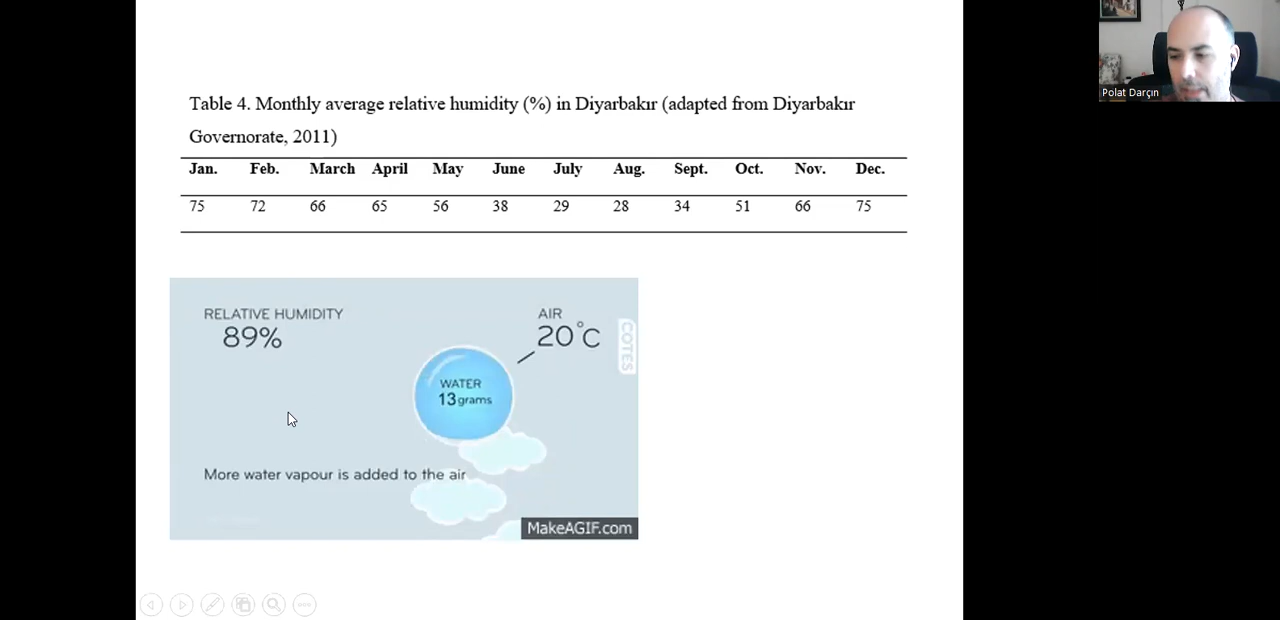 Table 4. Monthly average relative humidity (%) in Diyarbakır (adapted from Diyarbakır
Governorate, 2011)
Jan. Feb. March April May June July Aug. Sept. Oct. Nov. Dec.
75 72 66 65 56 38 29 28 34 51 66 75
RELATIVE HUMIDITY
89%
AIR
20°C
COTES
WATER
13 grams
More water vapour is added to the air
MakeAGIF.com
Polat Darçın